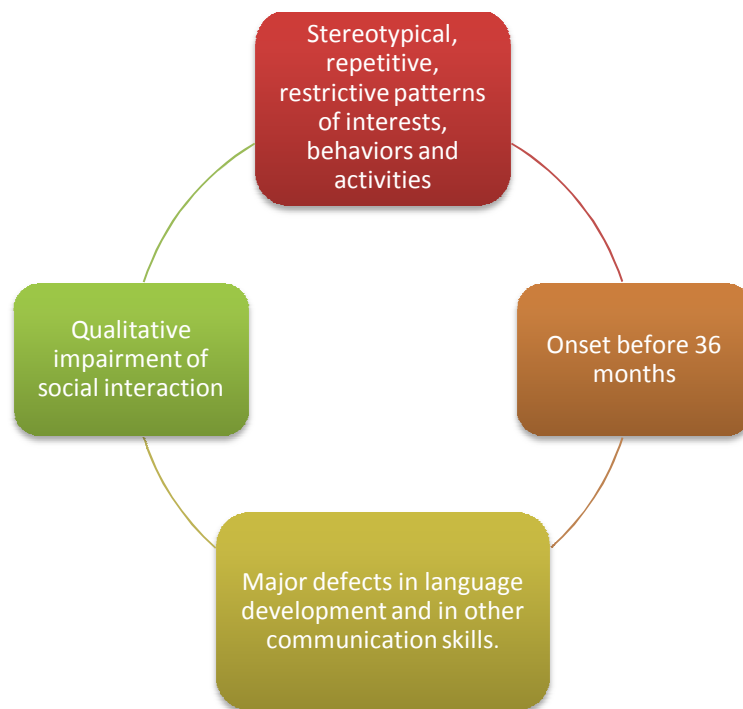 Stereotypical,
repetitive,
restrictive patterns
of interests,
behaviors and
activities
Onset before 36
months
Major defects in language
development and in other
communication skills.
Qualitative
impairment of
social interaction